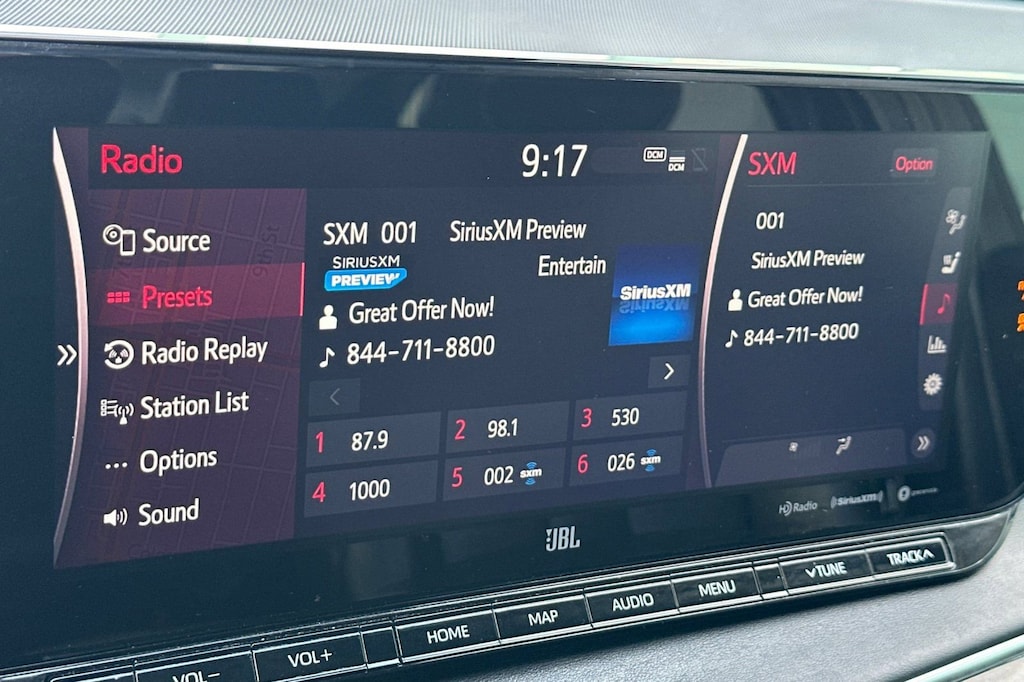 Radio
9:17
DCM
DCM
SXM
Option
9th St
Source
Presets
Radio Replay
Station List
Options
Sound
SXM 001 SiriusXM Preview
SIRIUSXM
PREVIEW
Entertain
SiriusXM
Great Offer Now!
844-711-8800
1 87.9
2 98.1
3 530
4 1000
5 002 sxm
6 026 sxm
001
SiriusXM Preview
Great Offer Now!
844-711-8800
HD Radio
SiriusXM
JBL
VOL-
VOL+
HOME
MAP
AUDIO
MENU
TUNE
TRACK